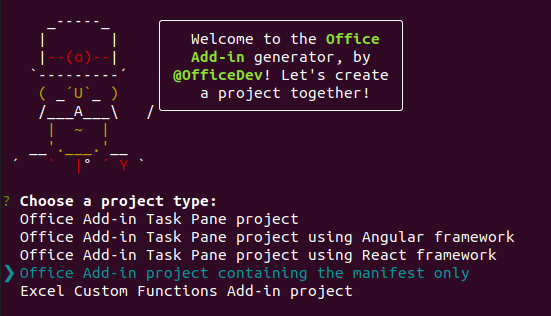 Welcome to the Office
Add-in generator, by
@OfficeDev! Let's create
a project together!
? Choose a project type:
Office Add-in Task Pane project
Office Add-in Task Pane project using Angular framework
Office Add-in Task Pane project using React framework
❯ Office Add-in project containing the manifest only
Excel Custom Functions Add-in project